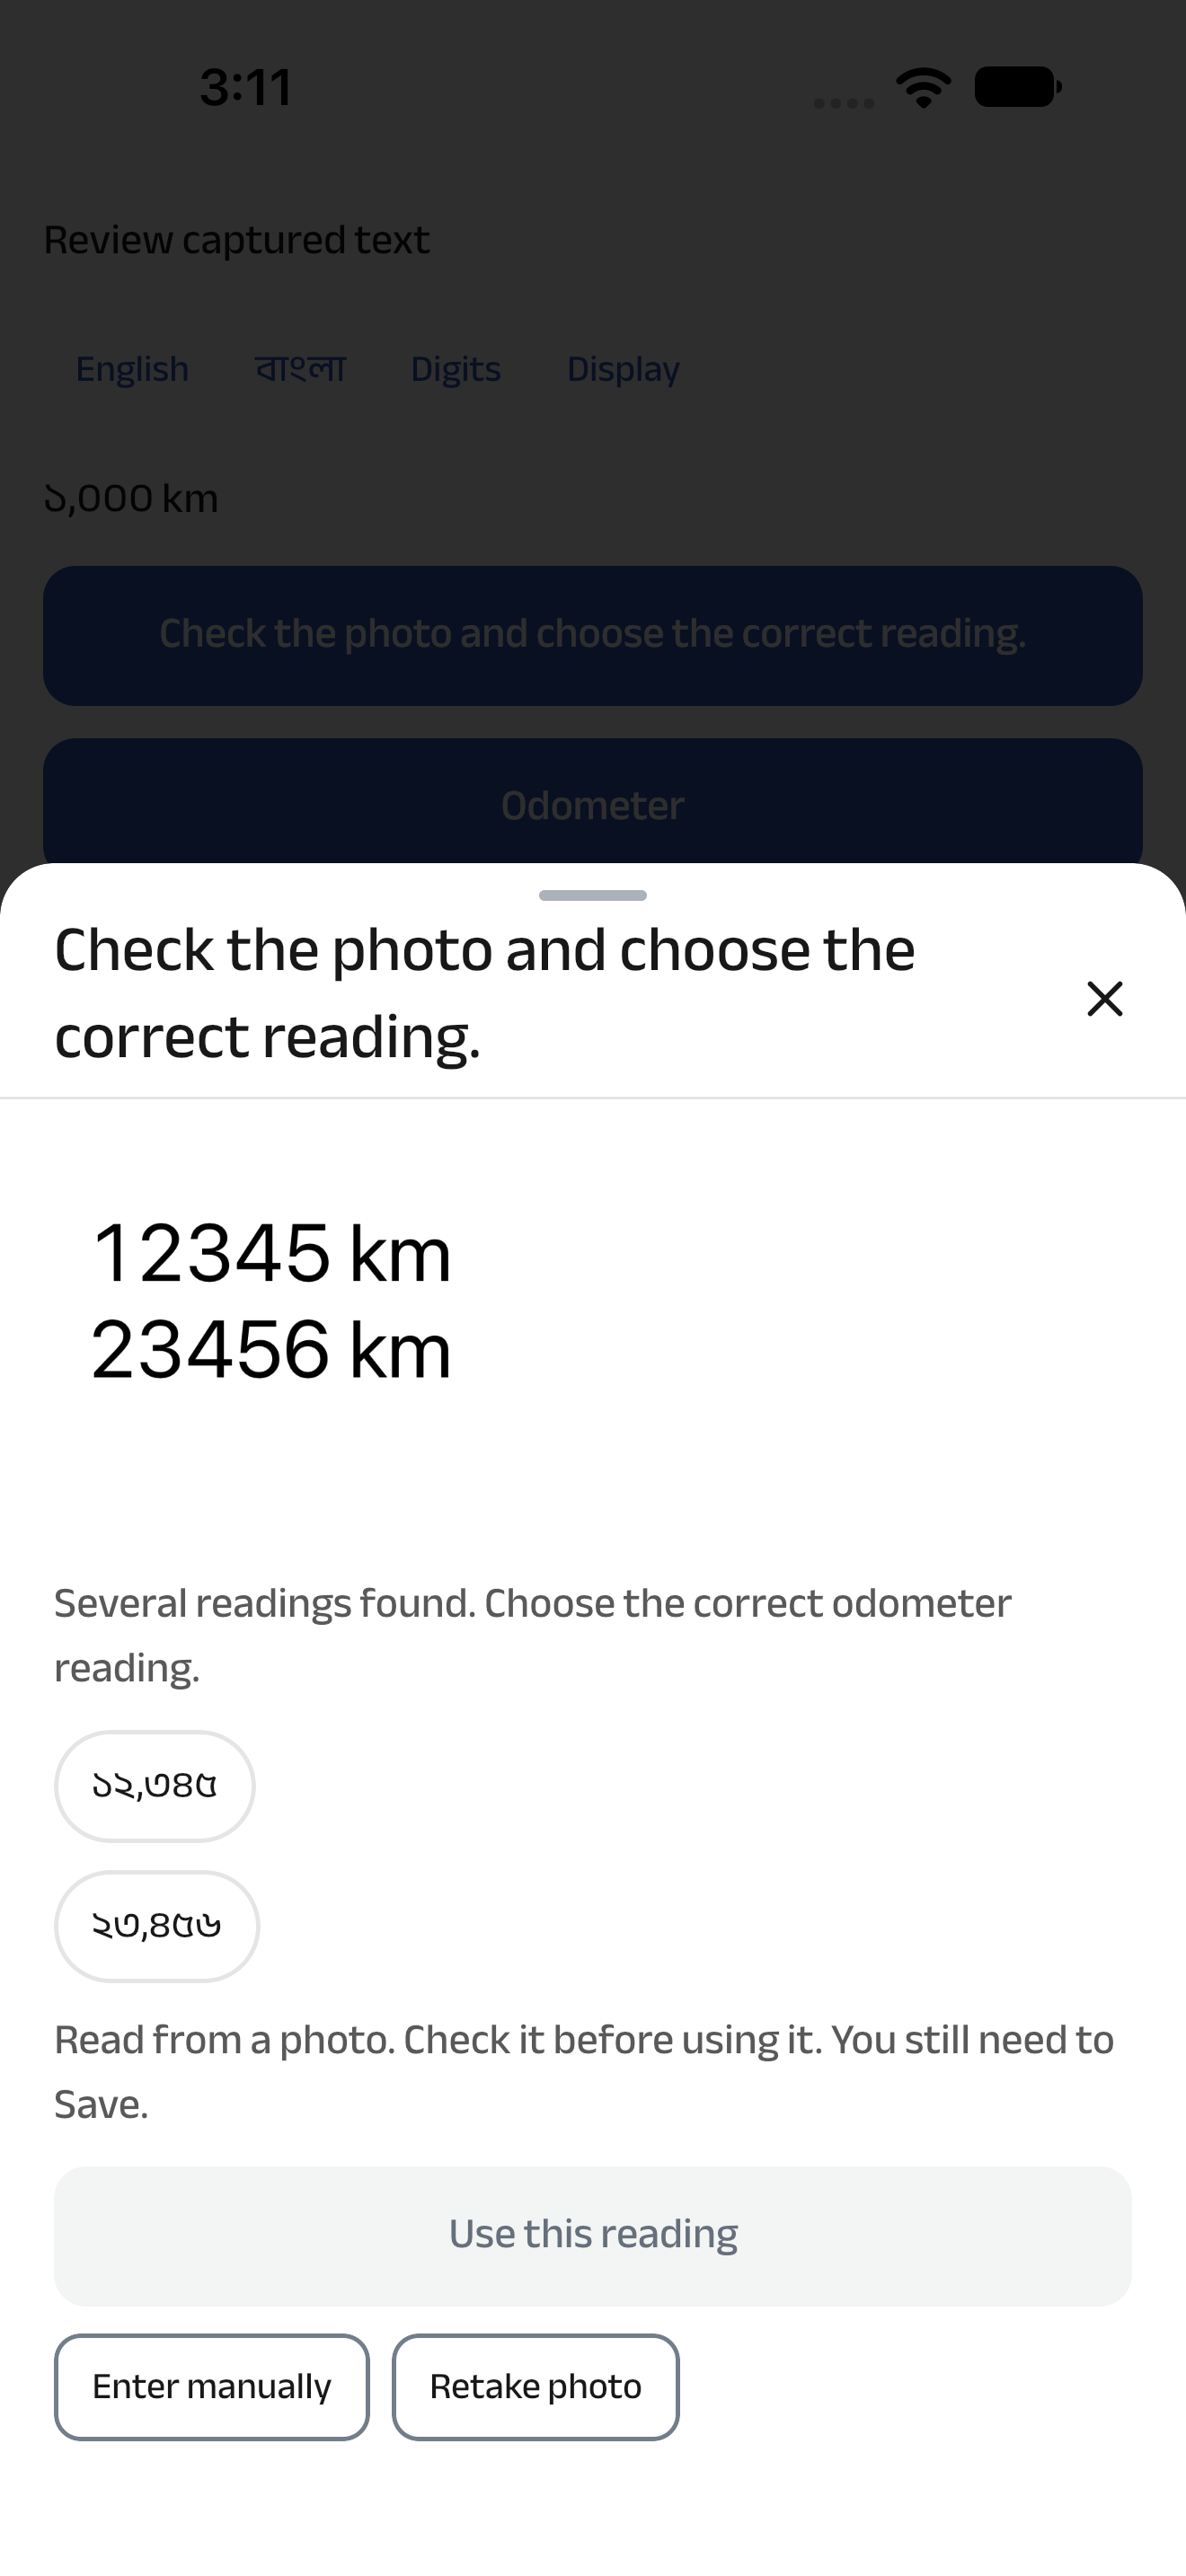 3:11
Review captured text
English বাংলা Digits Display
১,০০০ km
Check the photo and choose the correct reading.
Odometer
Check the photo and choose the
correct reading.
12345 km
23456 km
Several readings found. Choose the correct odometer
reading.
১২,৩৪৫
২৩,৪৫৬
Read from a photo. Check it before using it. You still need to
Save.
Use this reading
Enter manually Retake photo